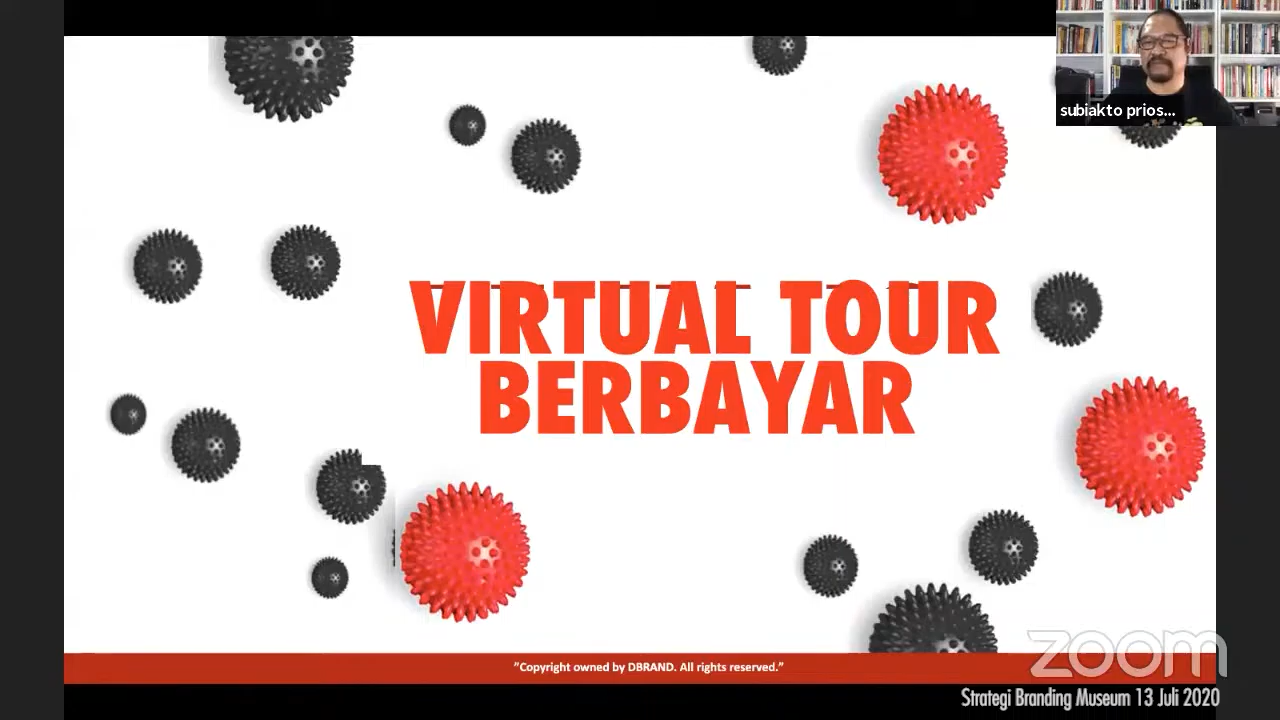 subiakto prios...
VIRTUAL TOUR
BERBAYAR
"Copyright owned by DBRAND. All rights reserved."
zoom
Strategi Branding Museum 13 Juli 2020